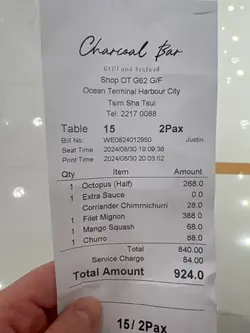 Charcoal Bar
Grill and Seafood
Shop OT G62 G/F
Ocean Terminal Harbour City
Tsim Sha Tsui
Tel. 2217 0088
Table 15 2Pax
Bill No. WE0824012950 Justin
Seat Time 2024/08/30 19:09:38
Print Time 2024/08/30 20:03:52
Qty Item Amount
1 Octopus (Half) 268.0
1 Extra Sauce 0.0
Corriander Chimmichurri 28.0
1 Filet Mignon 388.0
1 Mango Squash 68.0
1 Churro 88.0
Total 840.00
Service Charge 84.00
Total Amount 924.0
15/ 2Pax